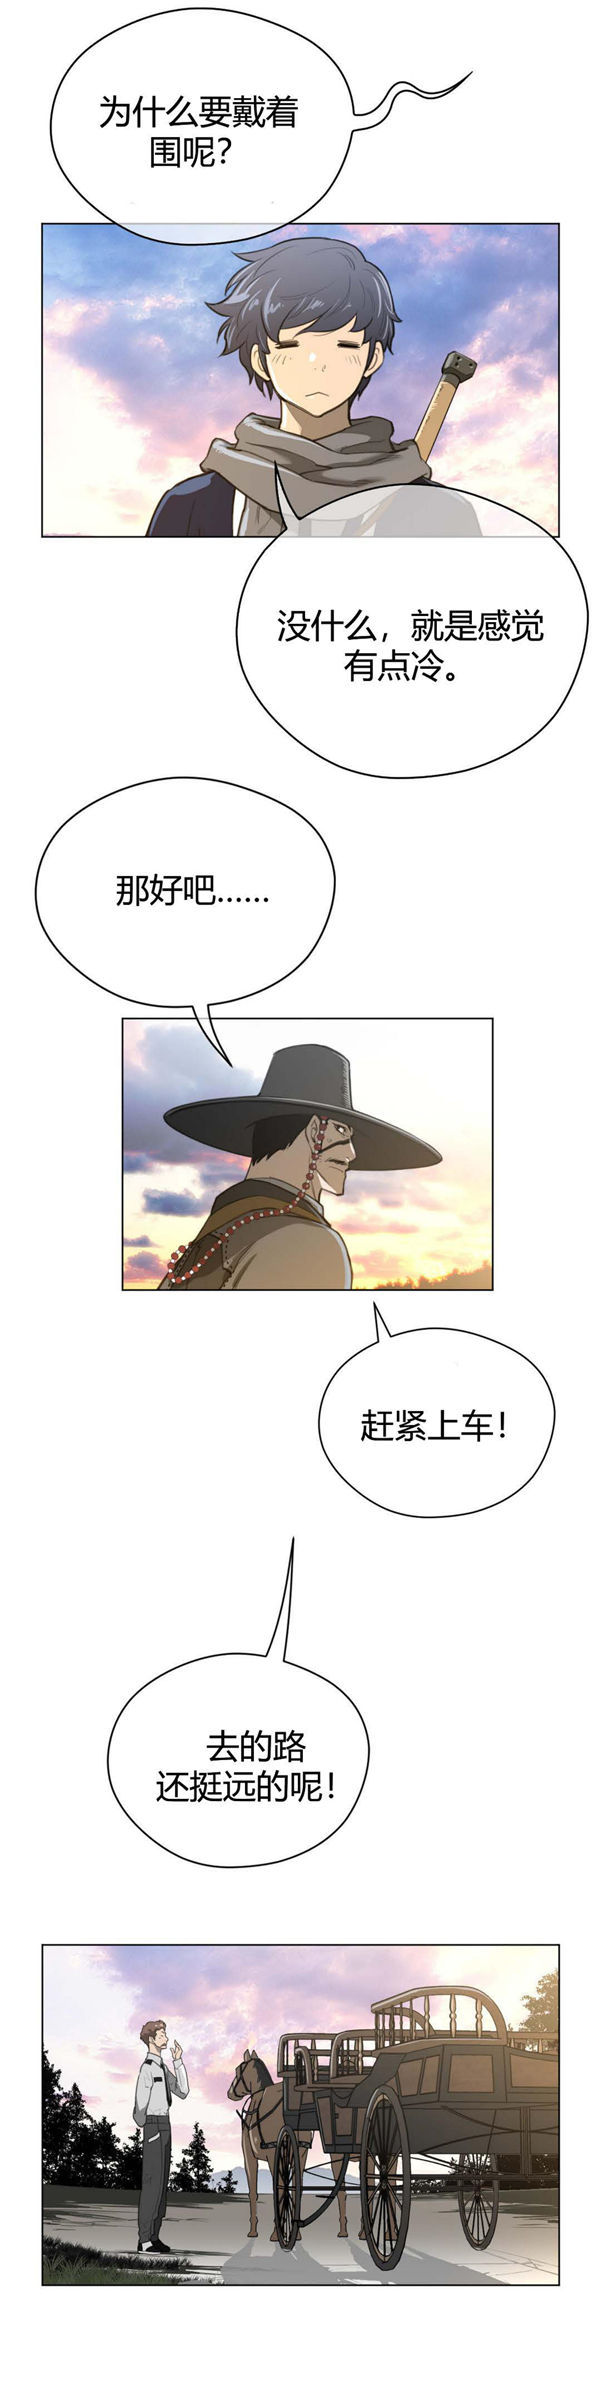 为什么要戴着
围呢？
没什么，就是感觉
有点冷。
那好吧……
赶紧上车！
去的路
还挺远的呢！